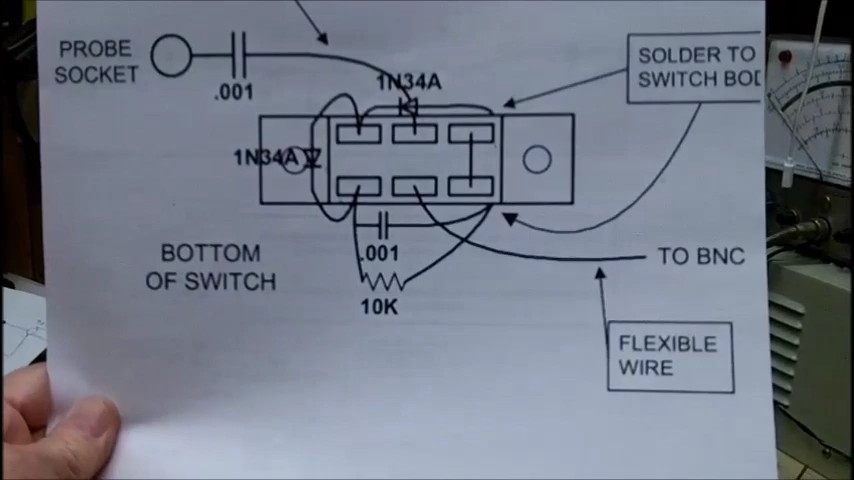 PROBE
SOCKET
.001
1N34A
SOLDER TO
SWITCH BOD
1N34A
.001
10K
BOTTOM
OF SWITCH
TO BNC
FLEXIBLE
WIRE